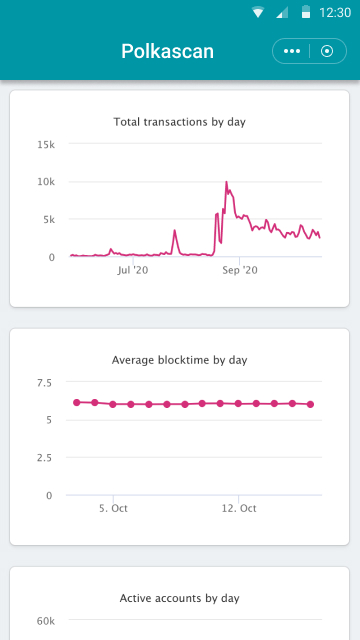 12:30
Polkascan
Total transactions by day
15k
10k
5k
0
Jul '20
Sep '20
Average blocktime by day
7.5
5
2.5
0
5. Oct
12. Oct
Active accounts by day
60k